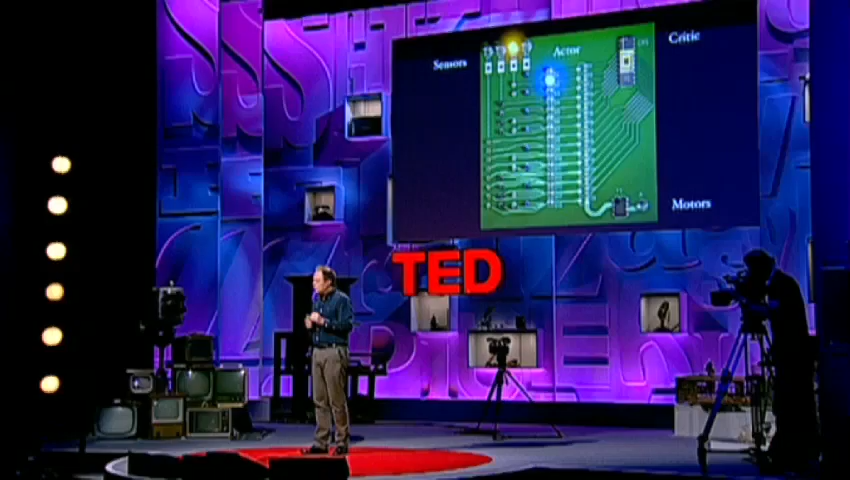 Sensors
Actor
Critic
Motors
TED